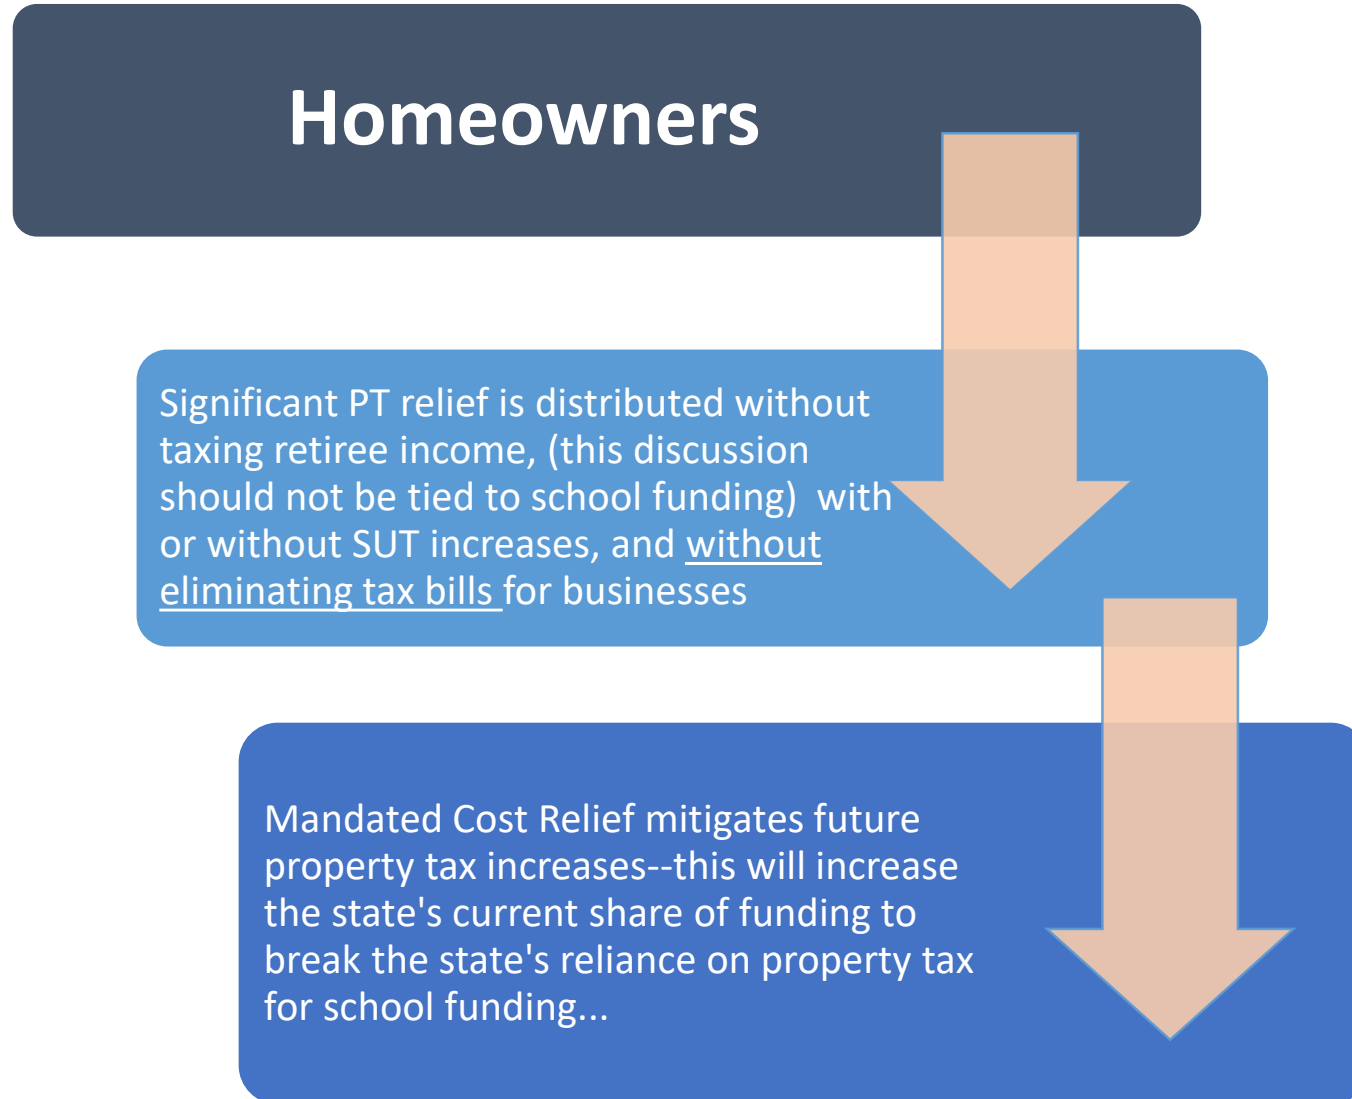 Homeowners
Significant PT relief is distributed without
taxing retiree income, (this discussion
should not be tied to school funding)  with
or without SUT increases, and without
eliminating tax bills for businesses
Mandated Cost Relief mitigates future
property tax increases--this will increase
the state's current share of funding to
break the state's reliance on property tax
for school funding...